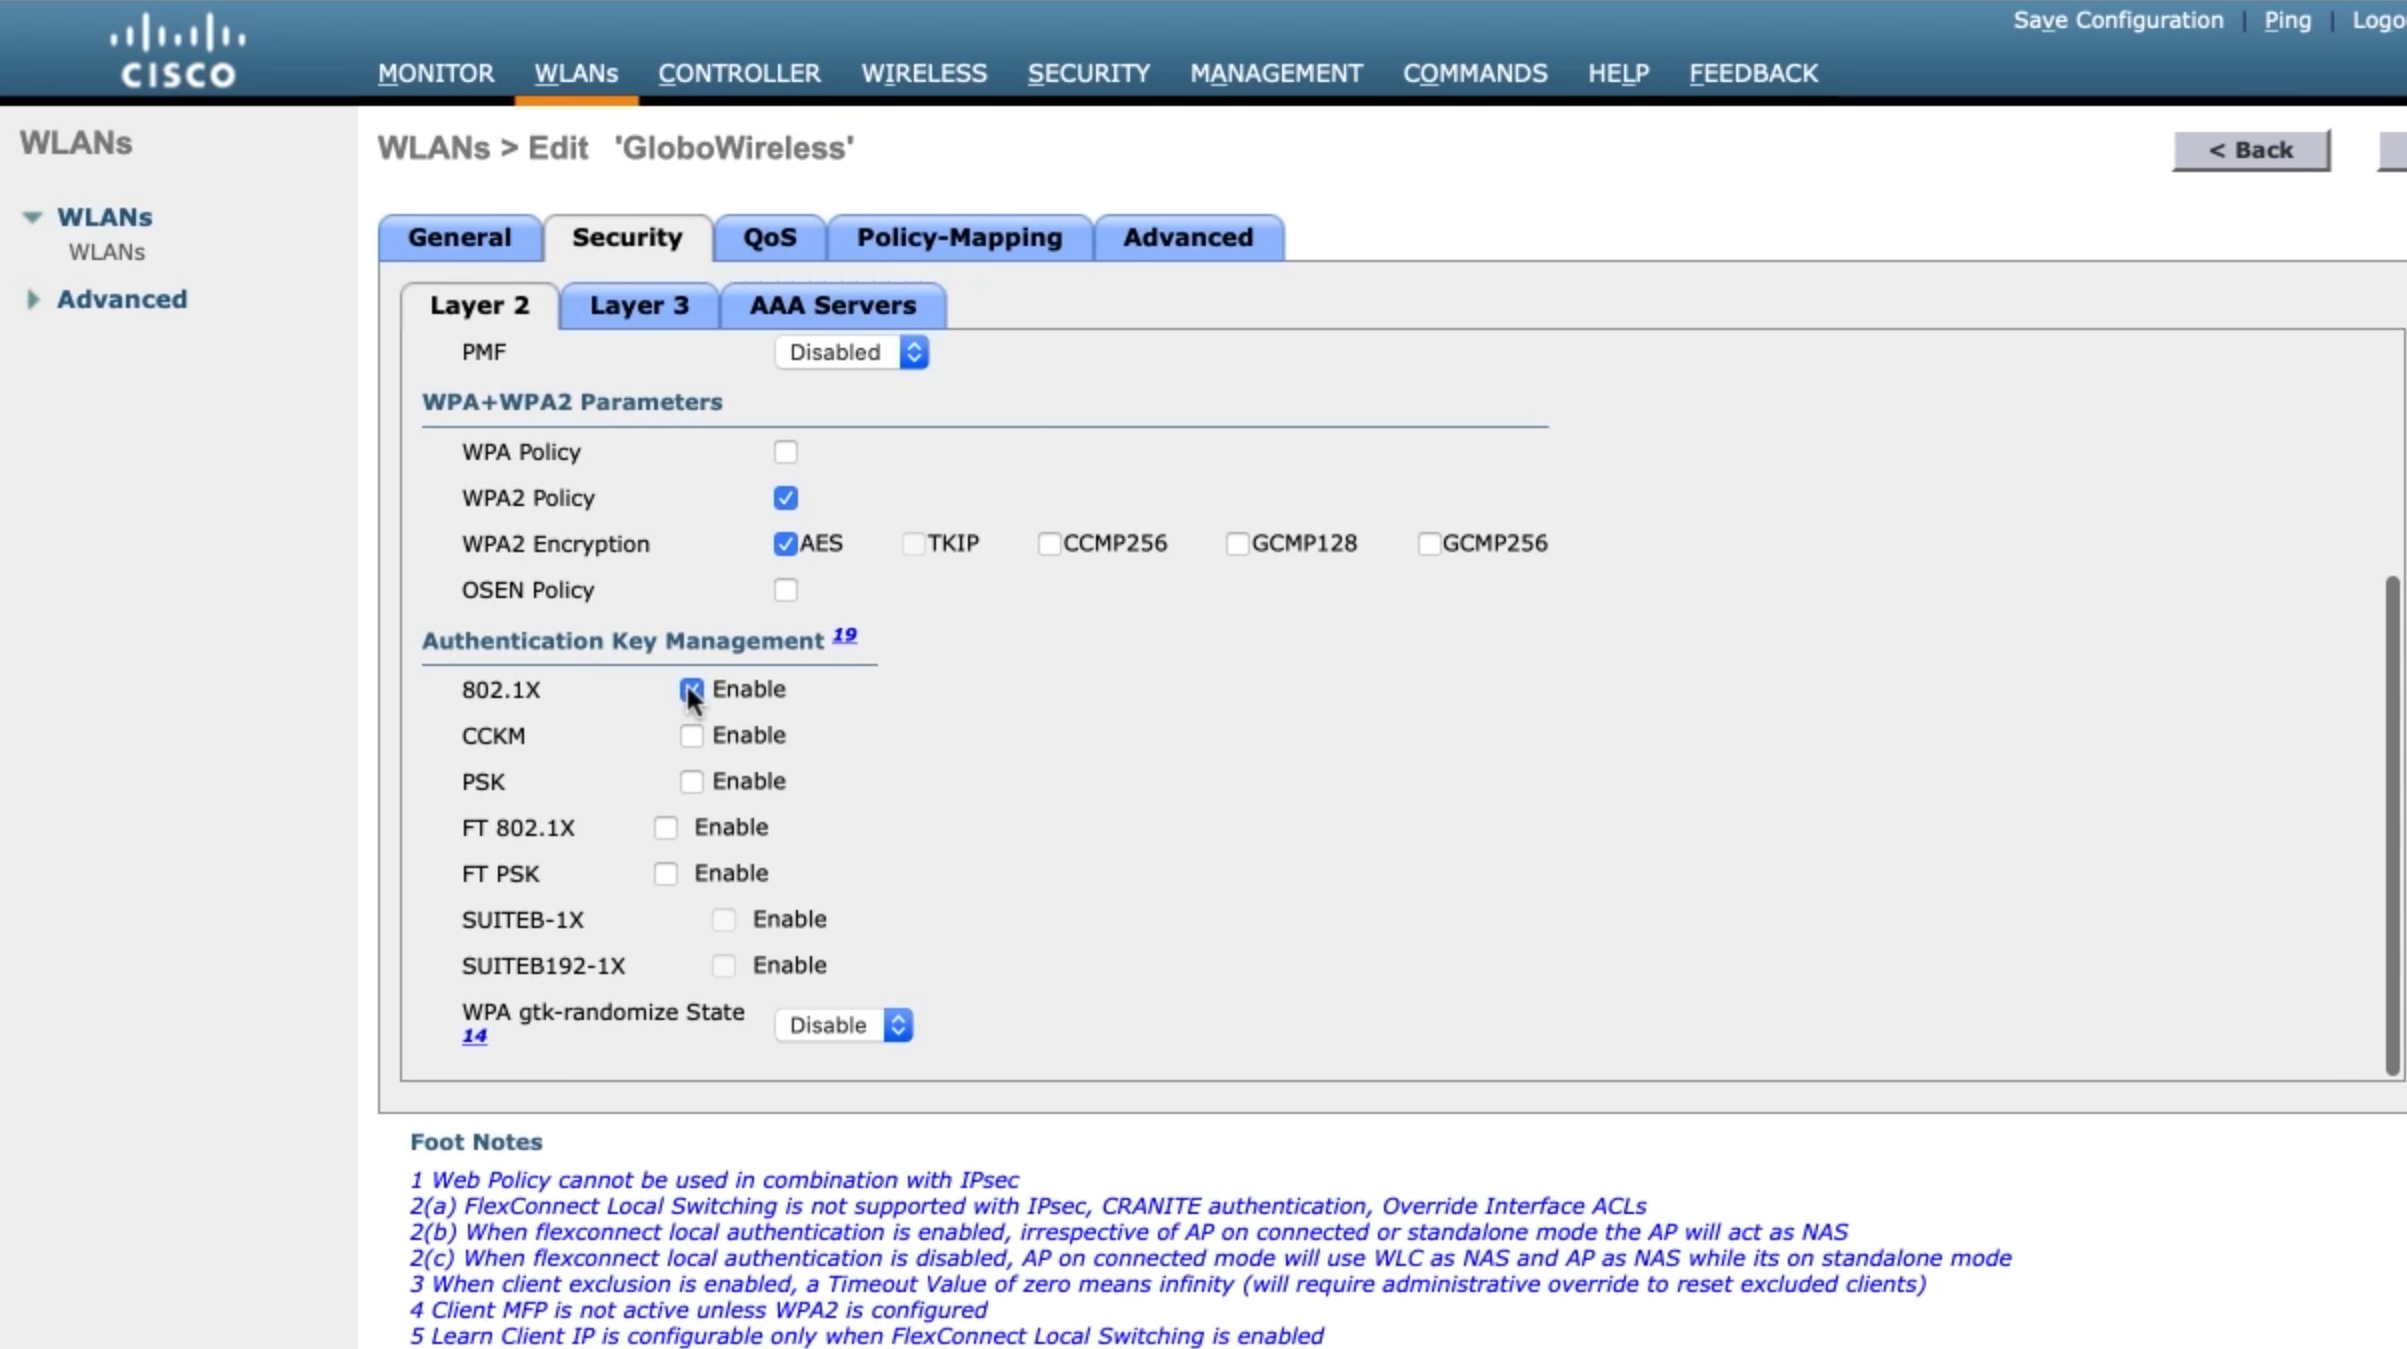 Save Configuration | Ping |
CISCO
MONITOR WLANs CONTROLLER WIRELESS SECURITY MANAGEMENT COMMANDS HELP FEEDBACK
WLANs
WLANs
WLANs
Advanced
WLANs > Edit 'GloboWireless'
< Back
General Security QoS Policy-Mapping Advanced
Layer 2 Layer 3 AAA Servers
PMF Disabled
WPA+WPA2 Parameters
WPA Policy
WPA2 Policy
WPA2 Encryption AES TKIP CCMP256 GCMP128 GCMP256
OSEN Policy
Authentication Key Management 19
802.1X Enable
CCKM Enable
PSK Enable
FT 802.1X Enable
FT PSK Enable
SUITEB-1X Enable
SUITEB192-1X Enable
WPA gtk-randomize State Disable
14
Foot Notes
1 Web Policy cannot be used in combination with IPsec
2(a) FlexConnect Local Switching is not supported with IPsec, CRANITE authentication, Override Interface ACLs
2(b) When flexconnect local authentication is enabled, irrespective of AP on connected or standalone mode the AP will act as NAS
2(c) When flexconnect local authentication is disabled, AP on connected mode will use WLC as NAS and AP as NAS while its on standalone mode
3 When client exclusion is enabled, a Timeout Value of zero means infinity (will require administrative override to reset excluded clients)
4 Client MFP is not active unless WPA2 is configured
5 Learn Client IP is configurable only when FlexConnect Local Switching is enabled